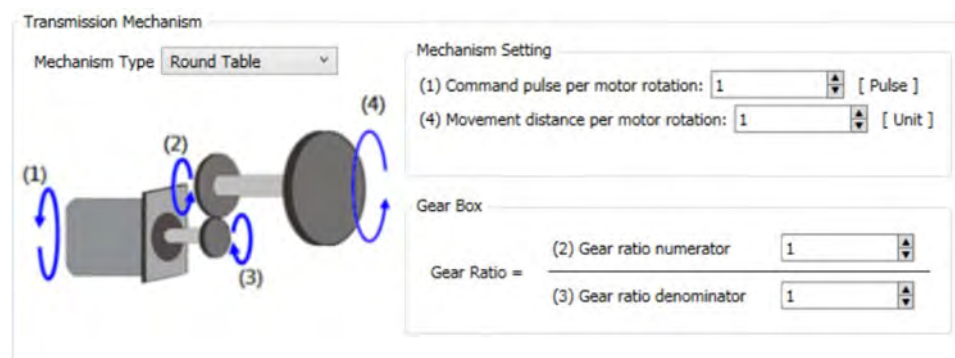 Transmission Mechanism
Mechanism Type Round Table
Mechanism Setting
(1) Command pulse per motor rotation: 1 [ Pulse ]
(4) Movement distance per motor rotation: 1 [ Unit ]
(4)
(2)
(1)
(3)
Gear Box
(2) Gear ratio numerator 1
Gear Ratio =
(3) Gear ratio denominator 1